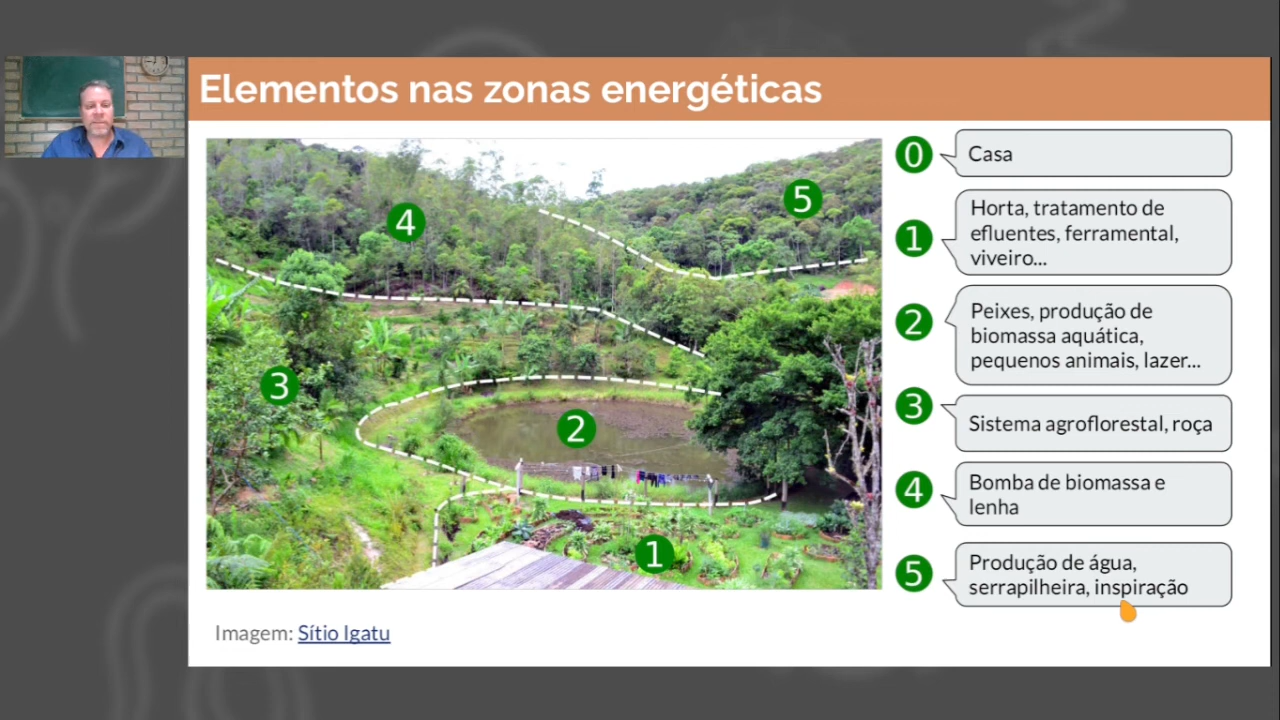 Elementos nas zonas energéticas
4
5
3
2
1
0
Casa
1
Horta, tratamento de
efluentes, ferramental,
viveiro...
2
Peixes, produção de
biomassa aquática,
pequenos animais, lazer...
3
Sistema agroflorestal, roça
4
Bomba de biomassa e
lenha
5
Produção de água,
serrapilheira, inspiração
Imagem: Sítio Igatu